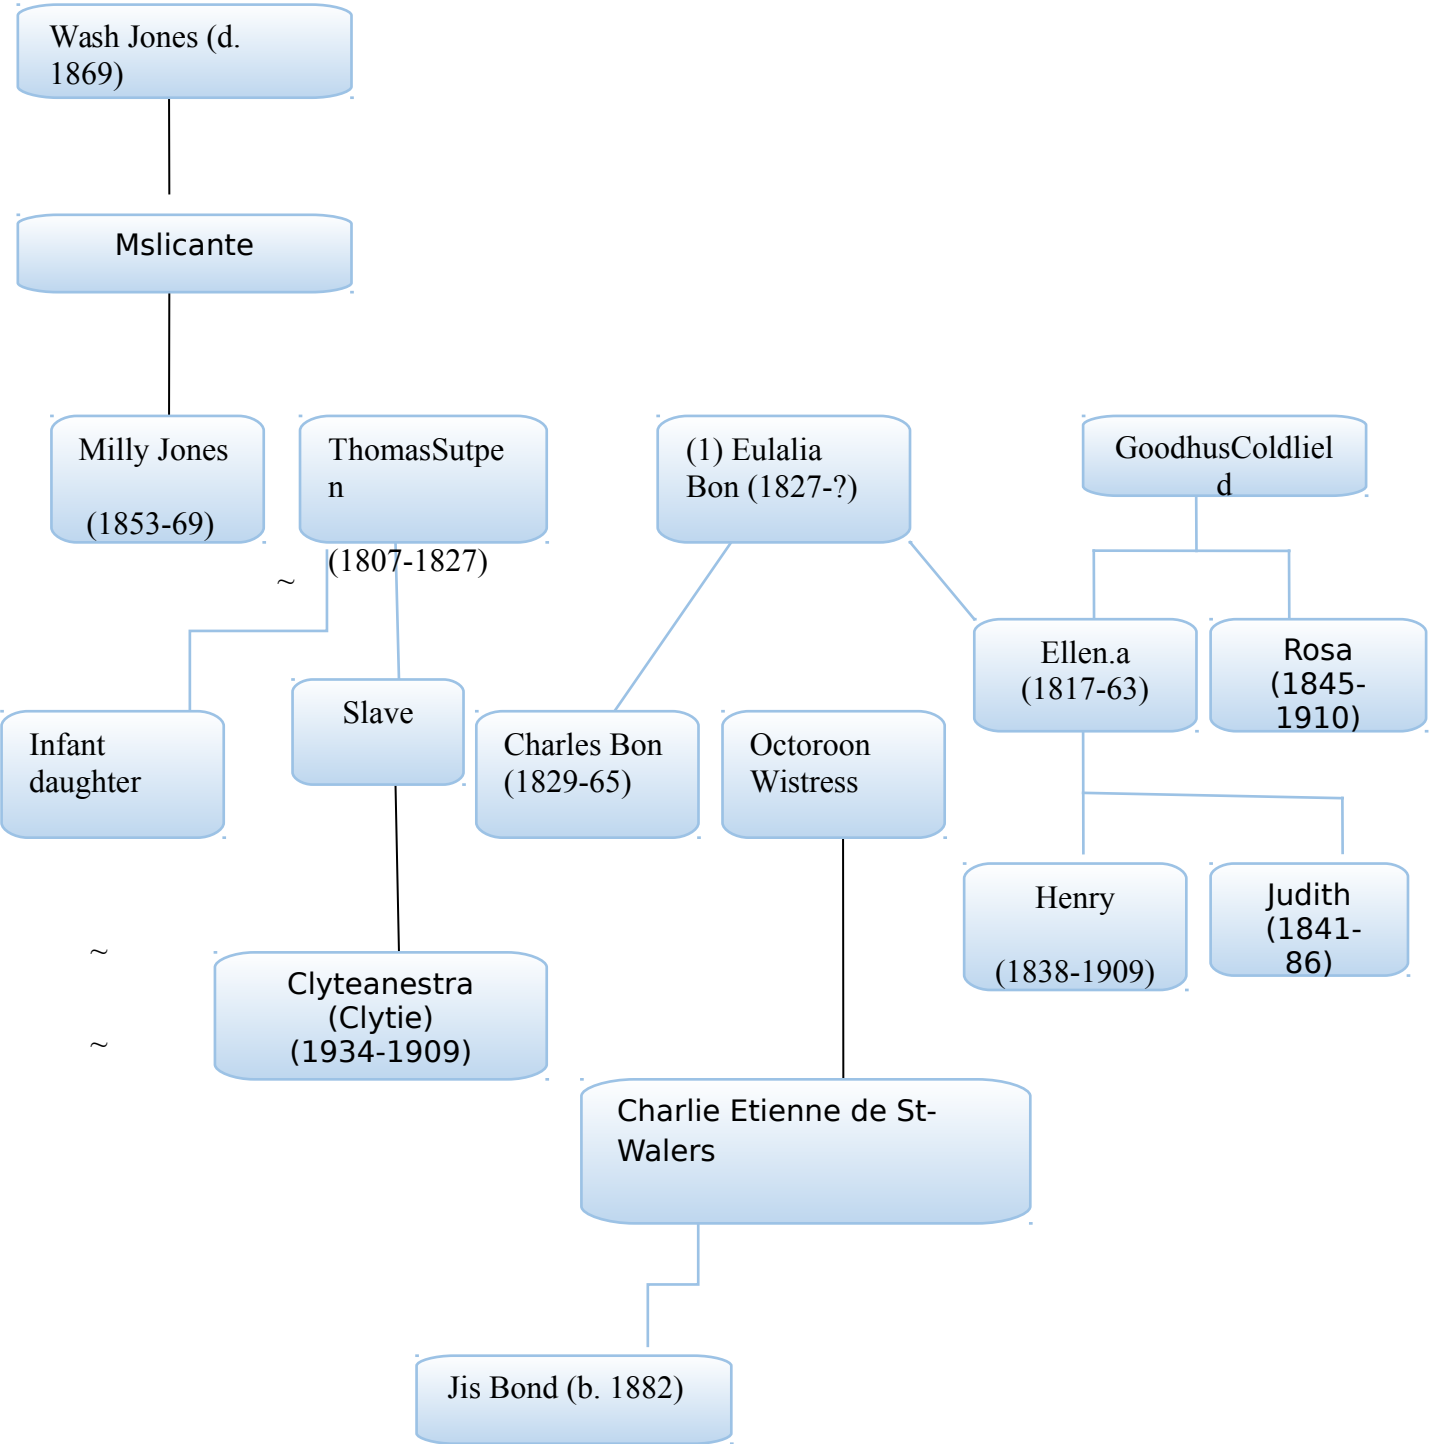 Wash Jones (d.
1869)
Mslicante
Milly Jones
(1853-69)
ThomasSutpe
n
(1807-1827)
(1) Eulalia
Bon (1827-?)
GoodhusColdliel
d
~
Ellen.a
(1817-63)
Rosa
(1845-
1910)
Infant
daughter
Slave
Charles Bon
(1829-65)
Octoroon
Wistress
Henry
(1838-1909)
Judith
(1841-
86)
~
~
Clyteanestra
(Clytie)
(1934-1909)
Charlie Etienne de St-
Walers
Jis Bond (b. 1882)